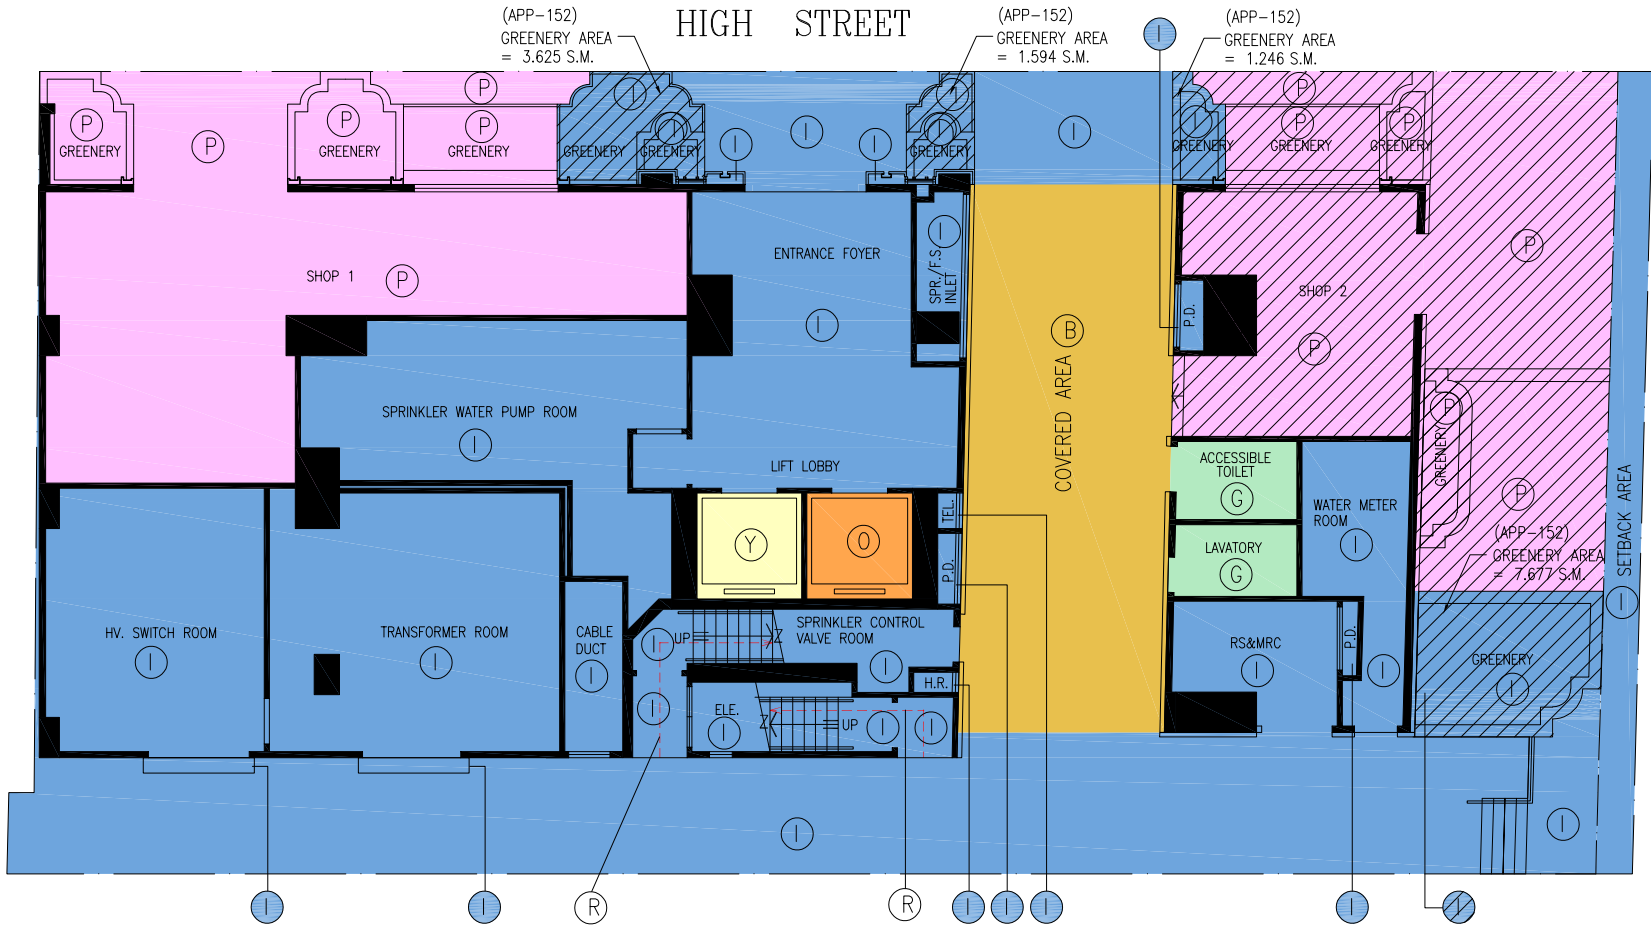 HIGH STREET
(APP-152)
GREENERY AREA
= 3.625 S.M.
(APP-152)
GREENERY AREA
= 1.594 S.M.
I
(APP-152)
GREENERY AREA
= 1.246 S.M.
P
I
I
P
P
GREENERY
P
P
GREENERY
P
GREENERY
GREENERY
I
GREENERY
I
I
I
I
GREENERY
I
I
GREENERY
P
GREENERY
P
GREENERY
SHOP 1
P
ENTRANCE FOYER
I
I
SPR./F.S.
INLET
COVERED AREA
B
P.D.
SHOP 2
P
P
SPRINKLER WATER PUMP ROOM
I
LIFT LOBBY
ACCESSIBLE
TOILET
G
LAVATORY
G
WATER METER
ROOM
I
P
GREENERY
P
(APP-152)
GREENERY AREA
= 7.677 S.M.
SETBACK AREA
I
Y
O
TEL.
P.D.
HV. SWITCH ROOM
I
TRANSFORMER ROOM
I
CABLE
DUCT
I
I
UP
SPRINKLER CONTROL
VALVE ROOM
I
H.R.
I
ELE.
I
UP
I
I
RS&MRC
I
P.D.
I
GREENERY
I
I
I
I
I
R
R
I
I
I
I
I